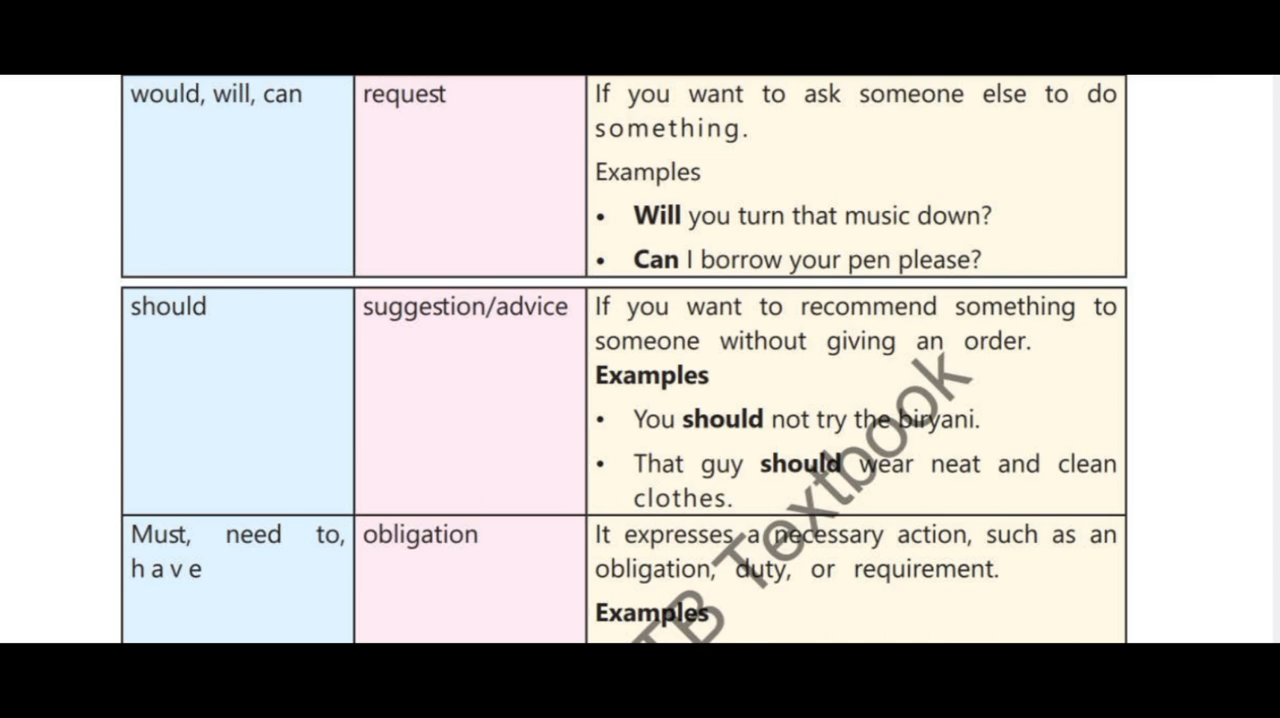 would, will, can
request
If you want to ask someone else to do
something.
Examples
• Will you turn that music down?
• Can I borrow your pen please?
should
suggestion/advice
If you want to recommend something to
someone without giving an order.
Examples
• You should not try the biryani.
• That guy should wear neat and clean
clothes.
Must, need to,
have
obligation
It expresses a necessary action, such as an
obligation, duty, or requirement.
Examples
TB Textbook